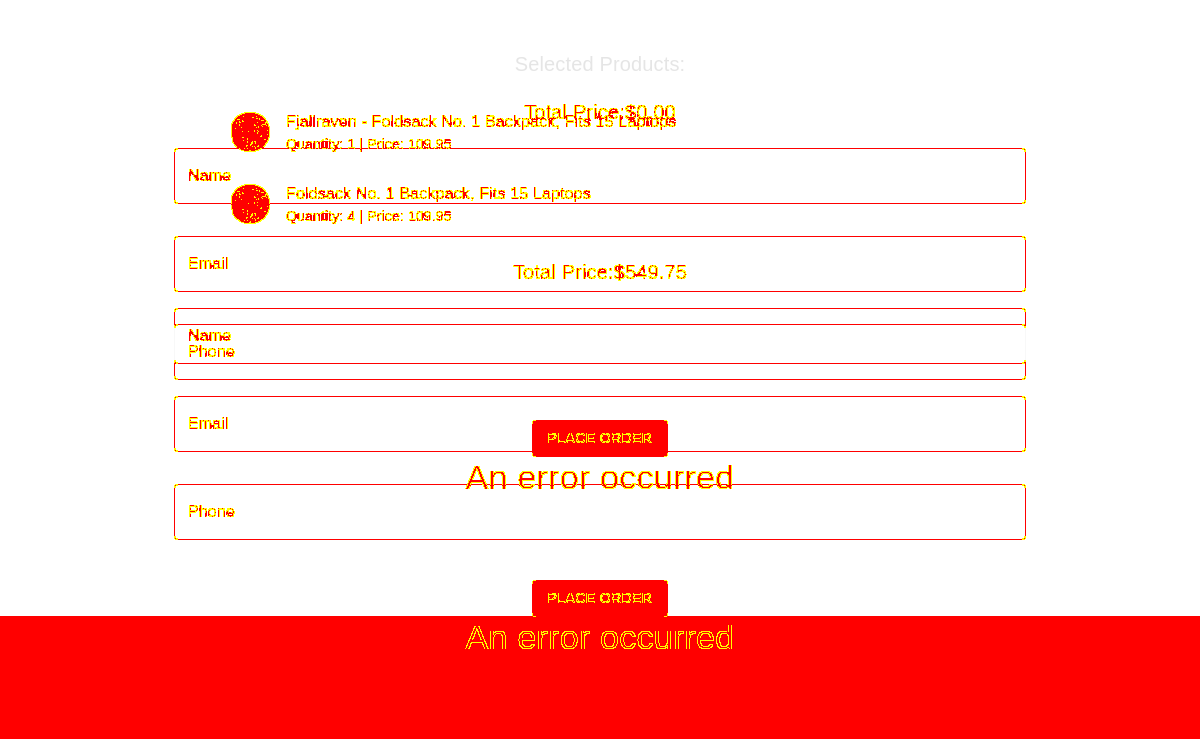 Selected Products:
Total Price:$0.00
Fjallraven - Foldsack No. 1 Backpack, Fits 15 Laptops
Quantity: 1 | Price: 109.95
Name
Foldsack No. 1 Backpack, Fits 15 Laptops
Quantity: 4 | Price: 109.95
Email
Total Price:$549.75
Name
Phone
Email
PLACE ORDER
An error occurred
Phone
PLACE ORDER
An error occurred